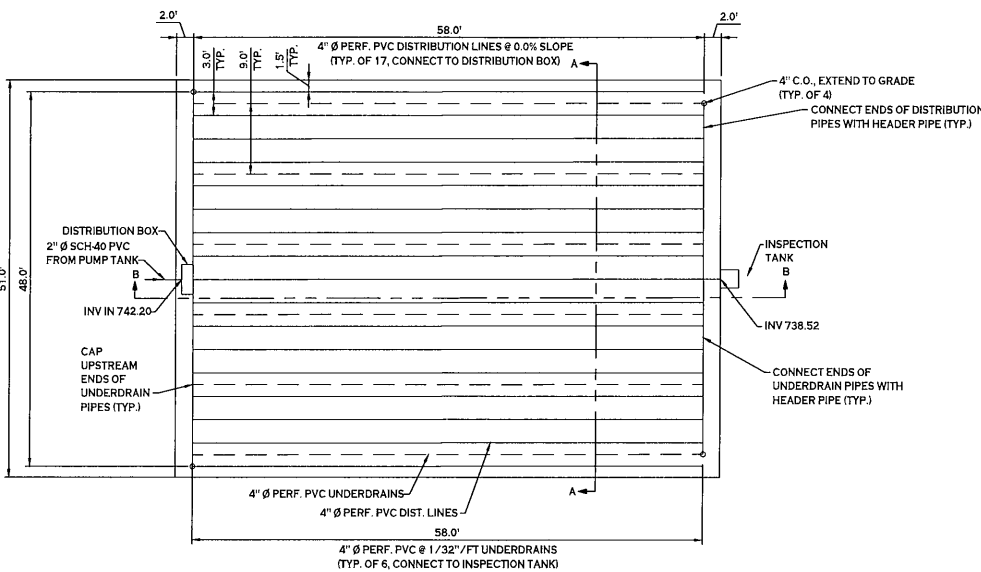 2.0'
58.0'
2.0'
4" Ø PERF. PVC DISTRIBUTION LINES @ 0.0% SLOPE
(TYP. OF 17, CONNECT TO DISTRIBUTION BOX)
A
3.0'
TYP.
9.0'
TYP.
1.5'
TYP.
4" C.O., EXTEND TO GRADE
(TYP. OF 4)
CONNECT ENDS OF DISTRIBUTION
PIPES WITH HEADER PIPE (TYP.)
DISTRIBUTION BOX
2" Ø SCH-40 PVC
FROM PUMP TANK
B
INSPECTION
TANK
B
51.0'
48.0'
INV IN 742.20
INV 738.52
CAP
UPSTREAM
ENDS OF
UNDERDRAIN
PIPES (TYP.)
CONNECT ENDS OF
UNDERDRAIN PIPES WITH
HEADER PIPE (TYP.)
4" Ø PERF. PVC UNDERDRAINS
A
4" Ø PERF. PVC DIST. LINES
58.0'
4" Ø PERF. PVC @ 1/32"/FT UNDERDRAINS
(TYP. OF 6, CONNECT TO INSPECTION TANK)